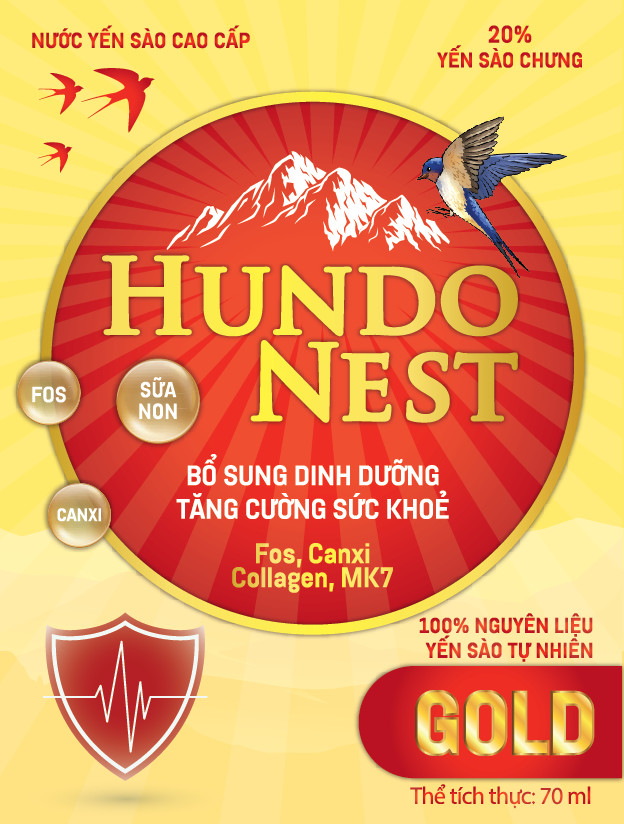 NƯỚC YẾN SÀO CAO CẤP
20%
YẾN SÀO CHƯNG
HUNDO
NEST
FOS
SỮA
NON
CANXI
BỔ SUNG DINH DƯỠNG
TĂNG CƯỜNG SỨC KHOẺ
Fos, Canxi
Collagen, MK7
100% NGUYÊN LIỆU
YẾN SÀO TỰ NHIÊN
GOLD
Thể tích thực: 70 ml